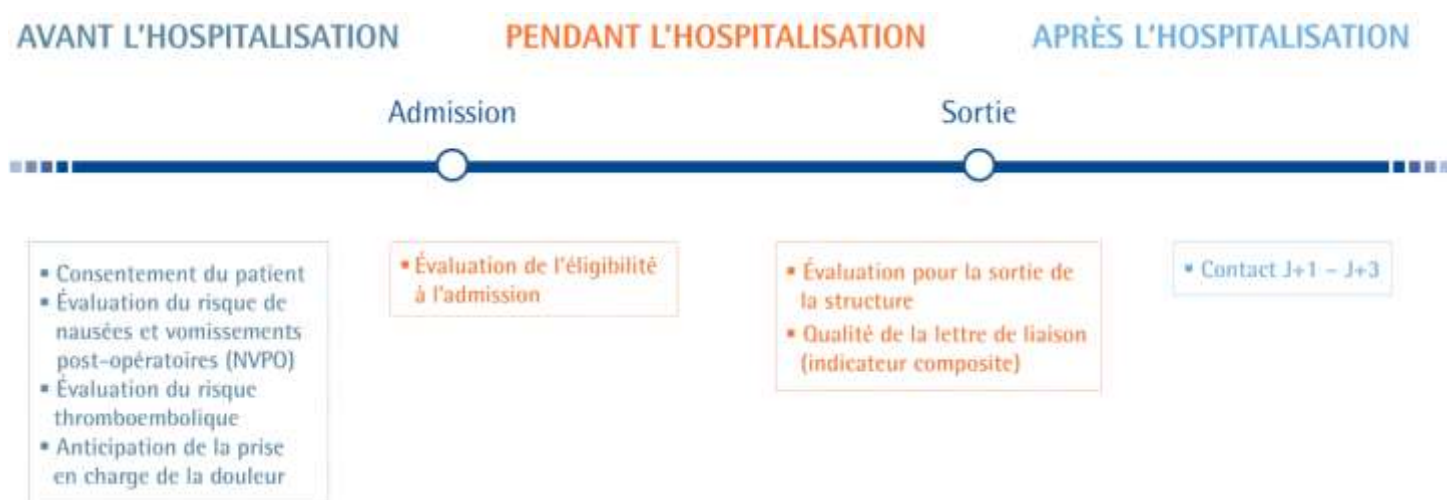 AVANT L'HOSPITALISATION
PENDANT L'HOSPITALISATION
APRÈS L'HOSPITALISATION
Admission
Sortie
▪ Consentement du patient
▪ Évaluation du risque de
nausées et vomissements
post-opératoires (NVPO)
▪ Évaluation du risque
thromboembolique
▪ Anticipation de la prise
en charge de la douleur
▪ Évaluation de l'éligibilité
à l'admission
▪ Évaluation pour la sortie de
la structure
▪ Qualité de la lettre de liaison
(indicateur composite)
▪ Contact J+1 – J+3